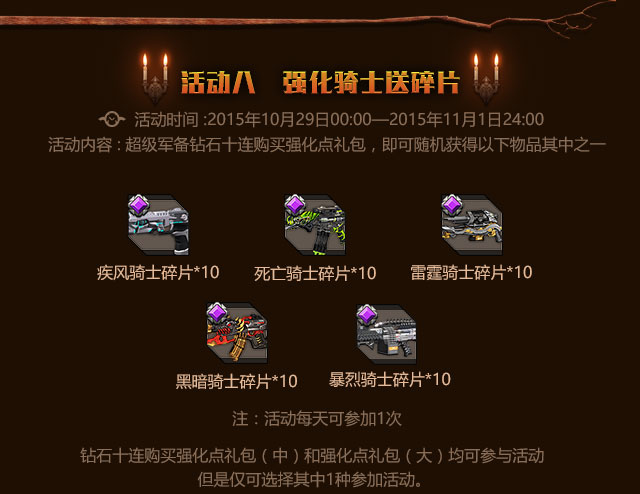 活动八 强化骑士送碎片
活动时间 :2015年10月29日00:00—2015年11月1日24:00
活动内容 : 超级军备钻石十连购买强化点礼包，即可随机获得以下物品其中之一
疾风骑士碎片*10 死亡骑士碎片*10 雷霆骑士碎片*10
黑暗骑士碎片*10 暴烈骑士碎片*10
注：活动每天可参加1次
钻石十连购买强化点礼包（中）和强化点礼包（大）均可参与活动
但是仅可选择其中1种参加活动。